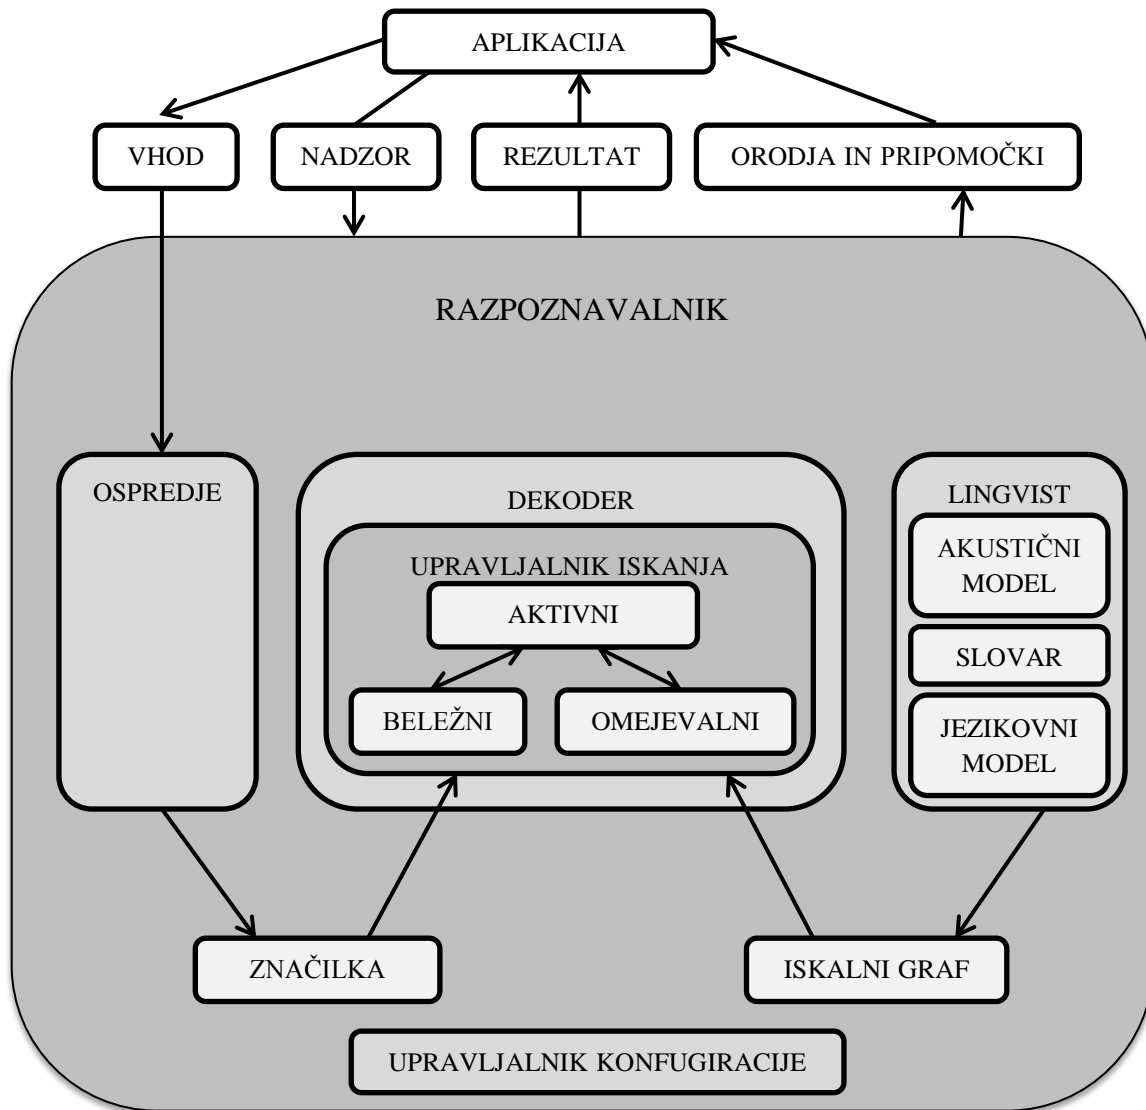 APLIKACIJA
VHOD
NADZOR
REZULTAT
ORODJA IN PRIPOMOČKI
RAZPOZNAVALNIK
OSPREDJE
DEKODER
UPRAVLJALNIK ISKANJA
AKTIVNI
BELEŽNI
OMEJEVALNI
LINGVIST
AKUSTIČNI
MODEL
SLOVAR
JEZIKOVNI
MODEL
ZNAČILKA
ISKALNI GRAF
UPRAVLJALNIK KONFUGIRACIJE